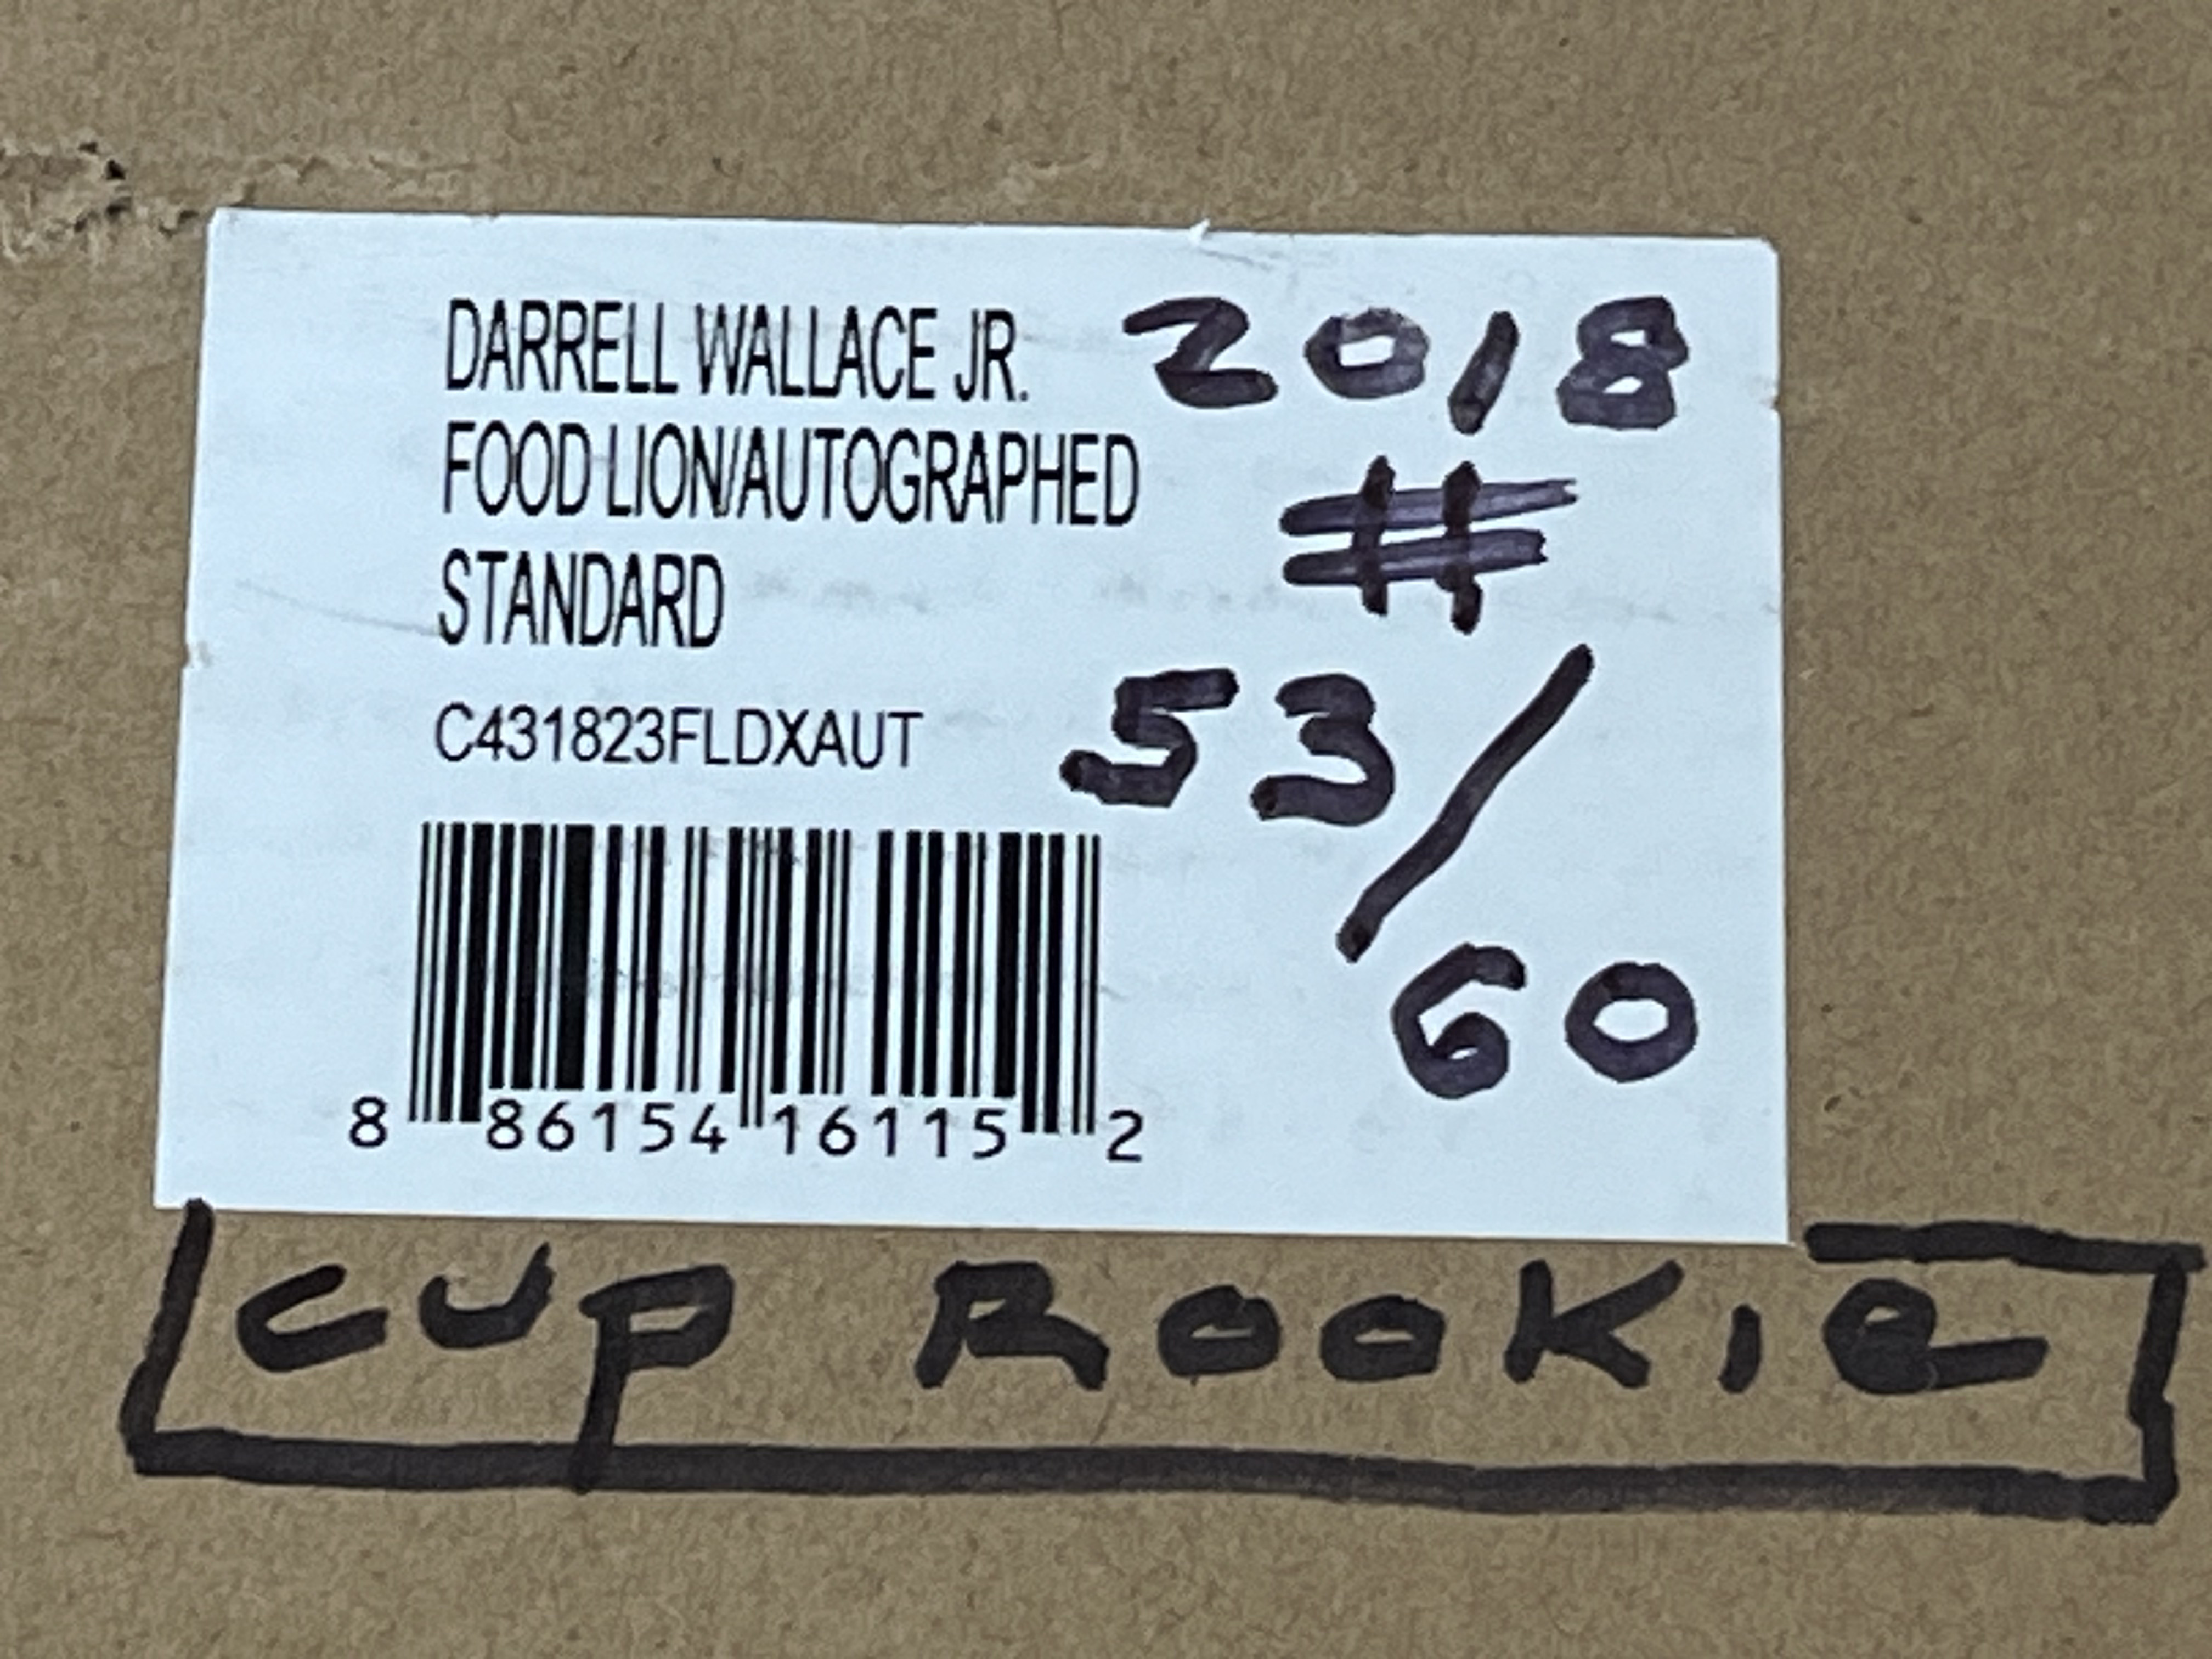 DARRELL WALLACE JR. 2018
FOOD LION/AUTOGRAPHED #
STANDARD
C431823FLDXAUT 53/
60
8 86154 16115 2
CUP ROOKIE